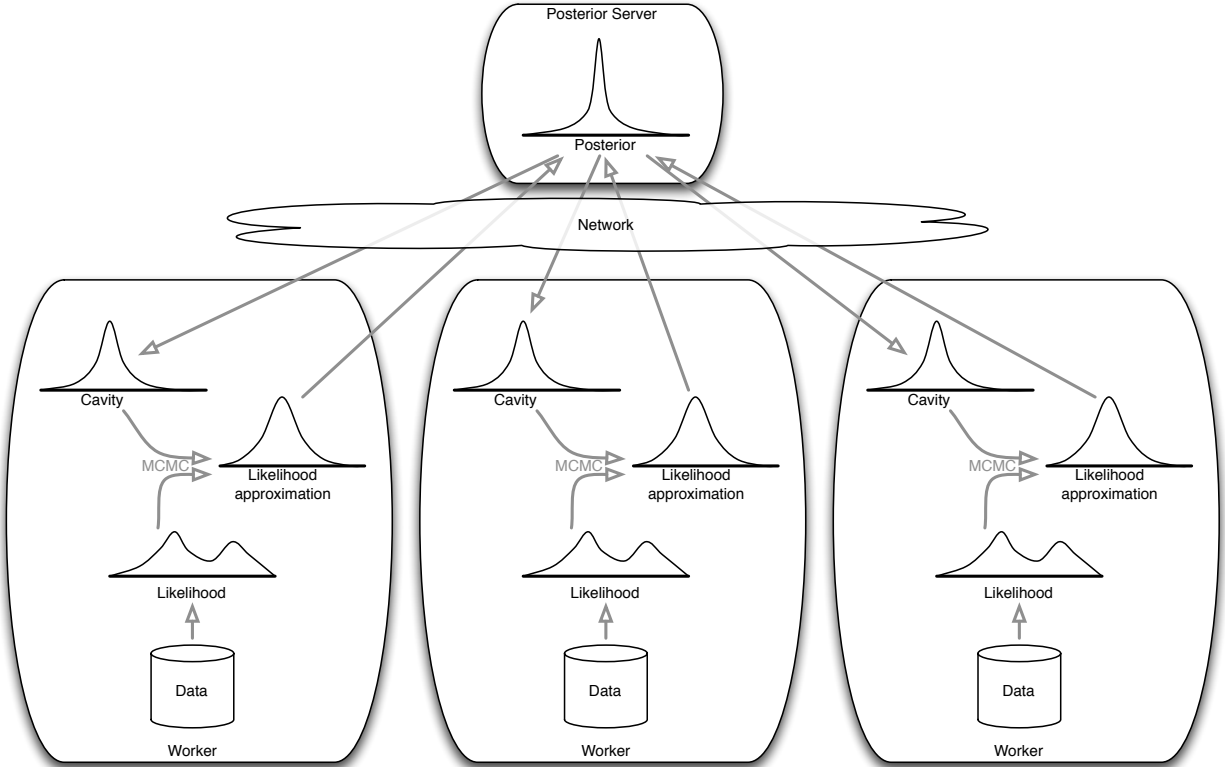 Posterior Server
Posterior
Network
Cavity
MCMC
Likelihood
approximation
Likelihood
Data
Worker
Cavity
MCMC
Likelihood
approximation
Likelihood
Data
Worker
Cavity
MCMC
Likelihood
approximation
Likelihood
Data
Worker